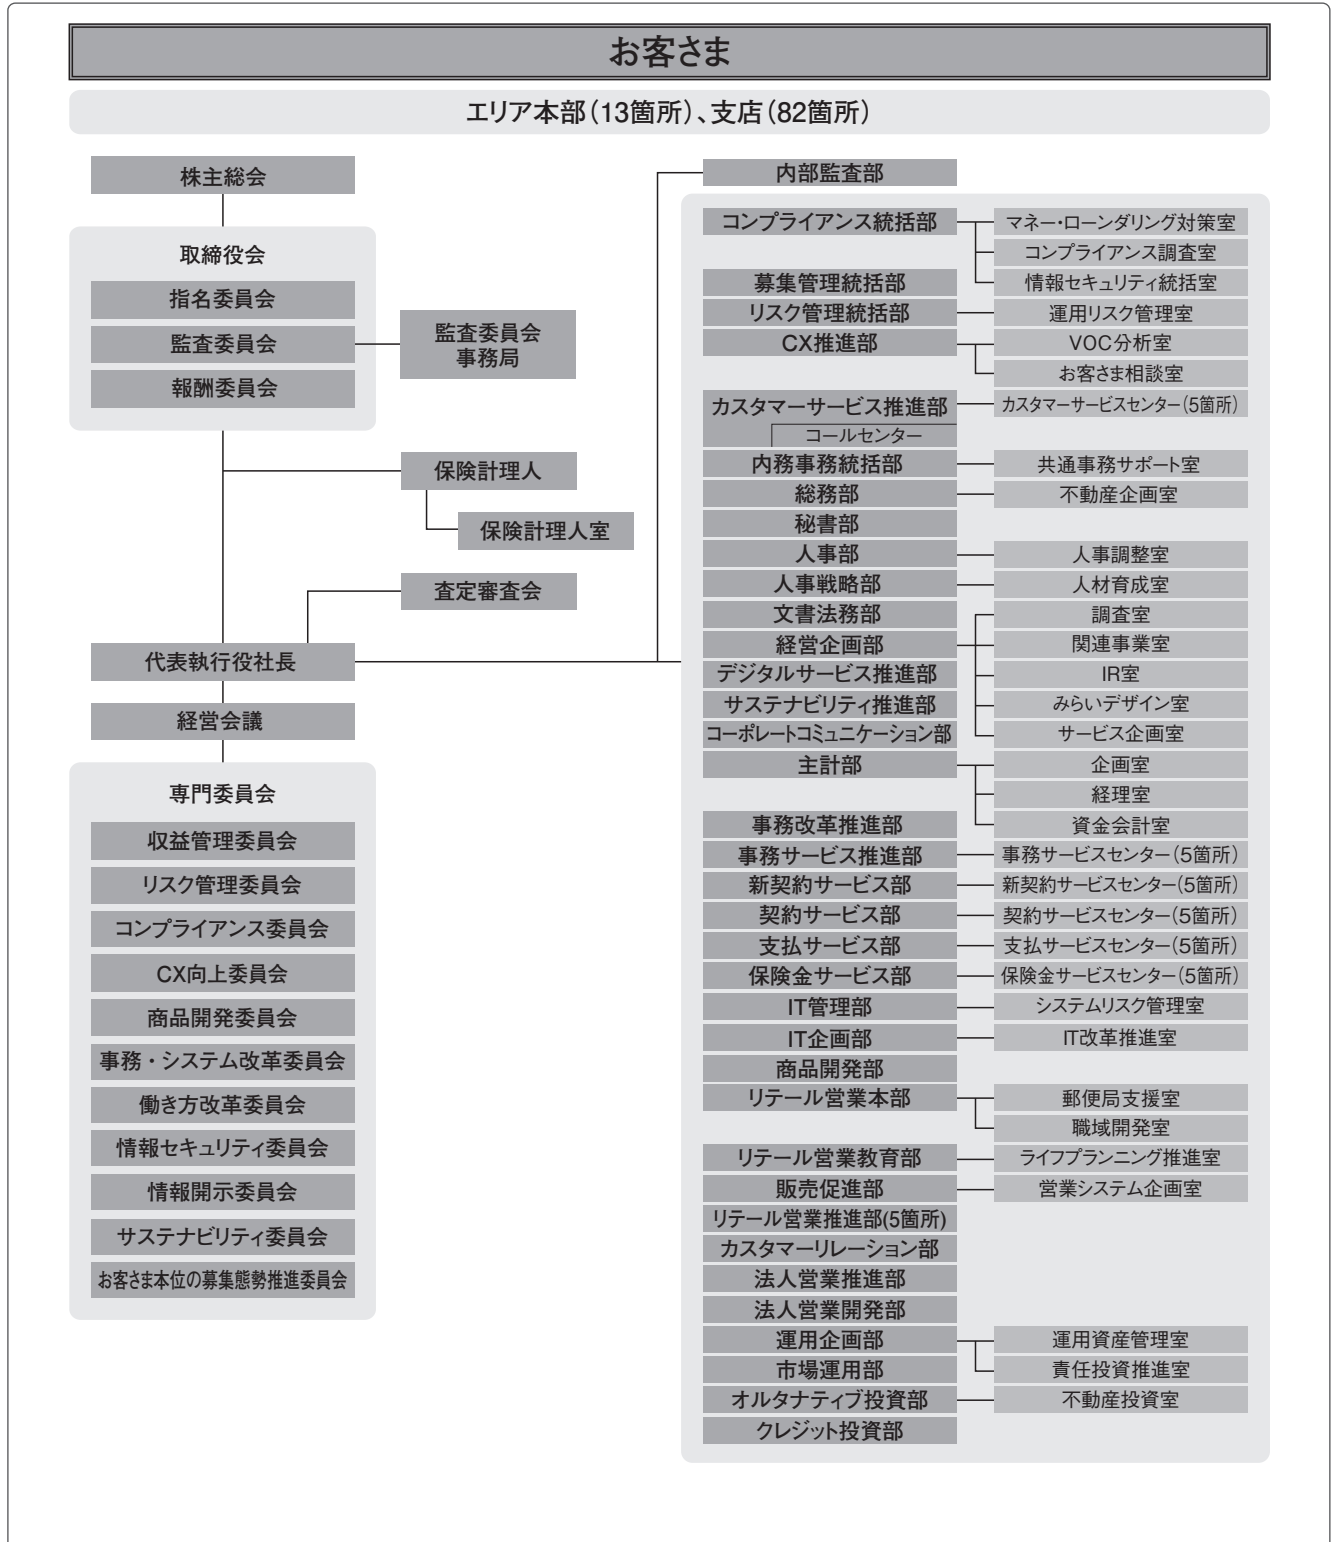 お客さま
エリア本部（13箇所）、支店（82箇所）
株主総会
取締役会
指名委員会
監査委員会
報酬委員会
監査委員会
事務局
保険計理人
保険計理人室
査定審査会
代表執行役社長
経営会議
専門委員会
収益管理委員会
リスク管理委員会
コンプライアンス委員会
CX向上委員会
商品開発委員会
事務・システム改革委員会
働き方改革委員会
情報セキュリティ委員会
情報開示委員会
サステナビリティ委員会
お客さま本位の募集態勢推進委員会
内部監査部
コンプライアンス統括部
マネー・ローンダリング対策室
コンプライアンス調査室
募集管理統括部
情報セキュリティ統括室
リスク管理統括部
運用リスク管理室
CX推進部
VOC分析室
お客さま相談室
カスタマーサービス推進部
カスタマーサービスセンター（5箇所）
コールセンター
内務事務統括部
共通事務サポート室
総務部
不動産企画室
秘書部
人事部
人事調整室
人事戦略部
人材育成室
文書法務部
調査室
経営企画部
関連事業室
デジタルサービス推進部
IR室
サステナビリティ推進部
みらいデザイン室
コーポレートコミュニケーション部
サービス企画室
主計部
企画室
経理室
事務改革推進部
資金会計室
事務サービス推進部
事務サービスセンター（5箇所）
新契約サービス部
新契約サービスセンター（5箇所）
契約サービス部
契約サービスセンター（5箇所）
支払サービス部
支払サービスセンター（5箇所）
保険金サービス部
保険金サービスセンター（5箇所）
IT管理部
システムリスク管理室
IT企画部
IT改革推進室
商品開発部
リテール営業本部
郵便局支援室
職域開発室
リテール営業教育部
ライフプランニング推進室
販売促進部
営業システム企画室
リテール営業推進部(5箇所)
カスタマーリレーション部
法人営業推進部
法人営業開発部
運用企画部
運用資産管理室
市場運用部
責任投資推進室
オルタナティブ投資部
不動産投資室
クレジット投資部